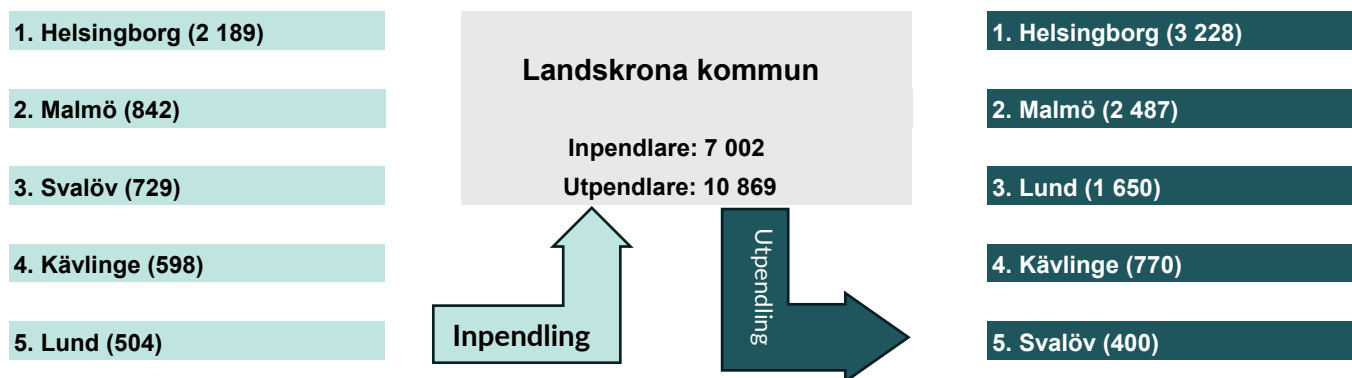 1. Helsingborg (2 189)
2. Malmö (842)
3. Svalöv (729)
4. Kävlinge (598)
5. Lund (504)
Landskrona kommun
Inpendlare: 7 002
Utpendlare: 10 869
Inpendling
Utpendling
1. Helsingborg (3 228)
2. Malmö (2 487)
3. Lund (1 650)
4. Kävlinge (770)
5. Svalöv (400)